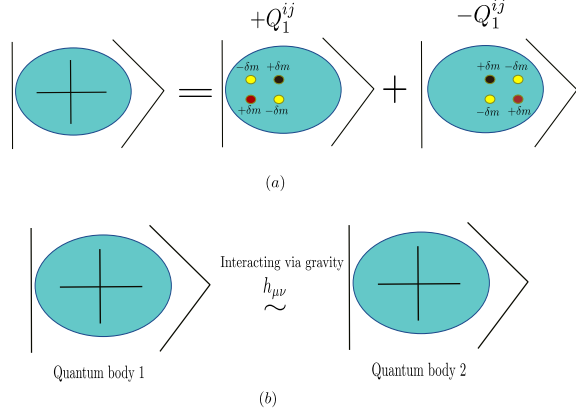 +Q_1^{ij}
−Q_1^{ij}
= +
−δm +δm
+δm −δm
+δm −δm
−δm +δm
(a)
Interacting via gravity
h_{μν}
~
Quantum body 1
Quantum body 2
(b)